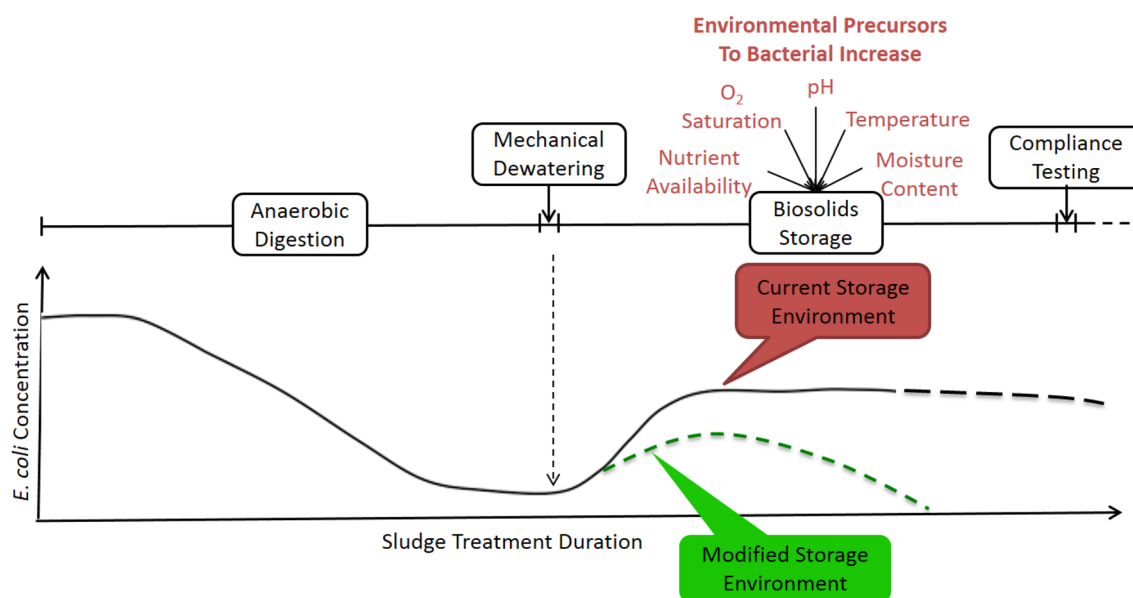 Environmental Precursors
To Bacterial Increase
O₂
Saturation
pH
Temperature
Nutrient
Availability
Moisture
Content
Mechanical
Dewatering
Compliance
Testing
Anaerobic
Digestion
Biosolids
Storage
Current Storage
Environment
E. coli Concentration
Sludge Treatment Duration
Modified Storage
Environment